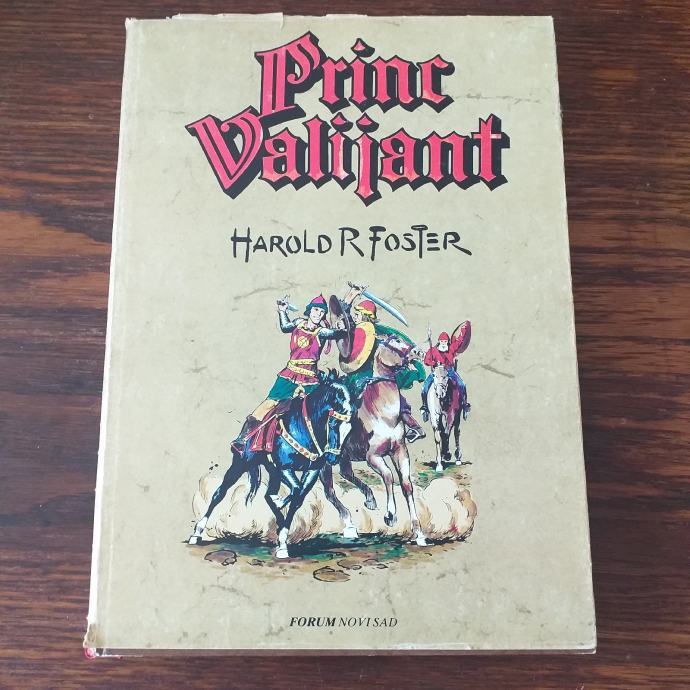 Princ
Valijant
HAROLD R FOSTER
FORUM NOVI SAD